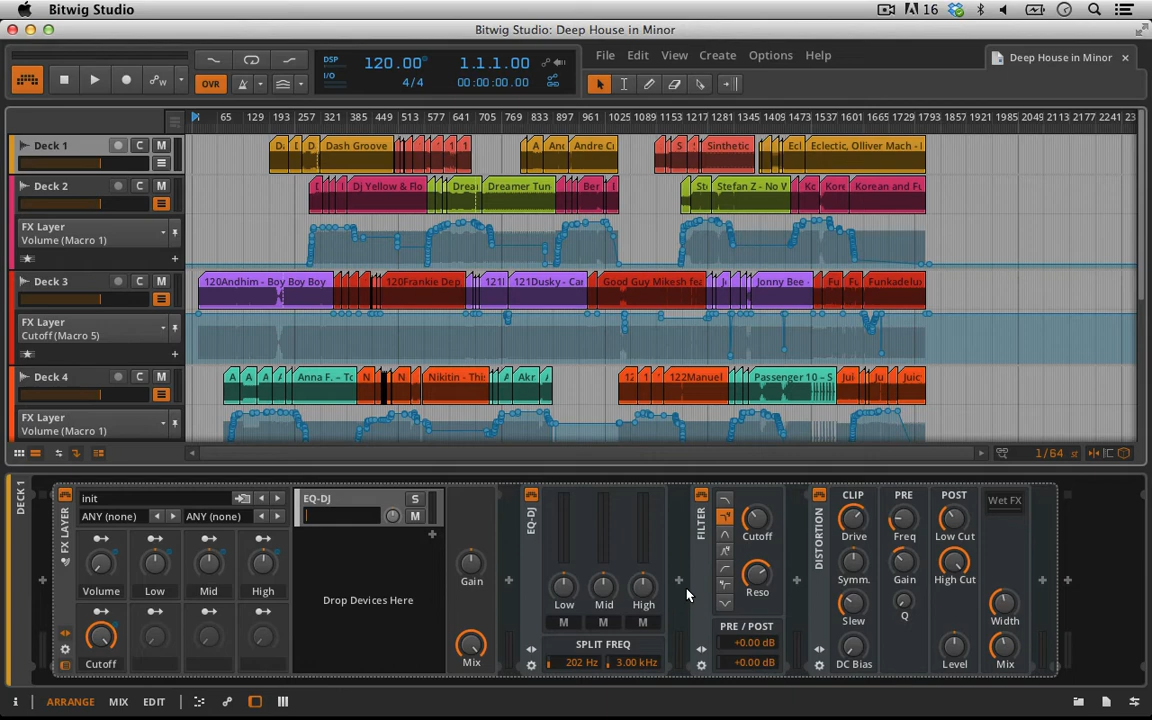 Bitwig Studio
16
Bitwig Studio: Deep House in Minor
DSP
I/O
120.00
4/4
1.1.1.00
00:00:00.00
File Edit View Create Options Help
Deep House in Minor
OVR
65 129 193 257 321 385 449 513 577 641 705 769 833 897 961 1025 1089 1153 1217 1281 1345 1409 1473 1537 1601 1665 1729 1793 1857 1921 1985 2049 2113 2177 2241 23
Deck 1 C M
Dash Groove
Andre C
Sinthetic
Ecl
Eclectic, Olliver Mach - I
Deck 2 C M
Dj Yellow & Flo
Drea
Dreamer Tun
Ber
Stefan Z - No W
Korean and Fu
FX Layer
Volume (Macro 1)
Deck 3 C M
120Andhim - Boy Boy Boy
120Frankie Dep
121Dusky - Car
Good Guy Mikesh fea
Jonny Bee -
Funkadelu
FX Layer
Cutoff (Macro 5)
Deck 4 C M
A A A A
Anna F. – To
N N
Nikitin - This
Akr
122Manuel
Passenger 10 – S
Jui Ju Juic
FX Layer
Volume (Macro 1)
1/64
DECK 1
FX LAYER
init
ANY (none) ANY (none)
Volume Low Mid High
Cutoff
EQ-DJ S
M
Drop Devices Here
Gain
Mix
EQ-DJ
Low Mid High
M M M
SPLIT FREQ
202 Hz 3.00 kHz
FILTER
Cutoff
Reso
PRE / POST
+0.00 dB
+0.00 dB
DISTORTION
CLIP PRE POST
Wet FX
Drive Freq Low Cut
Symm. Gain High Cut
Slew Q Width
DC Bias Level Mix
i ARRANGE MIX EDIT